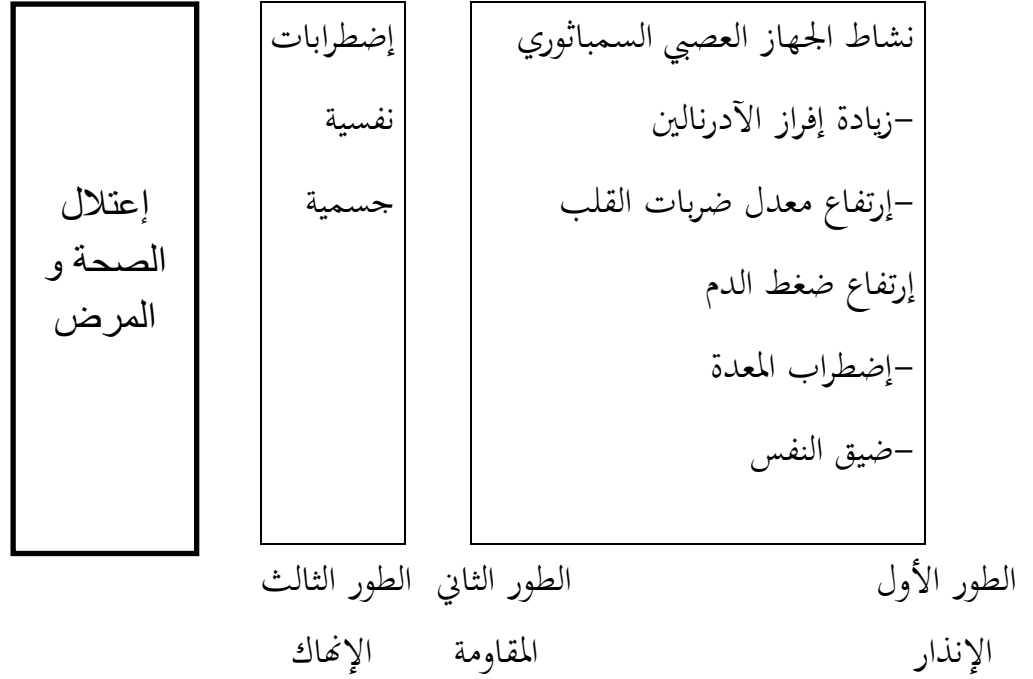 نشاط الجهاز العصبي السمباثوري
-زيادة إفراز الآدرنالين
-إرتفاع معدل ضربات القلب
إرتفاع ضغط الدم
-إضطراب المعدة
-ضيق النفس
إضطرابات
نفسية
جسمية
إعتلال
الصحة و
المرض
الطور الأول
الإنذار
الطور الثاني
المقاومة
الطور الثالث
الإنهاك